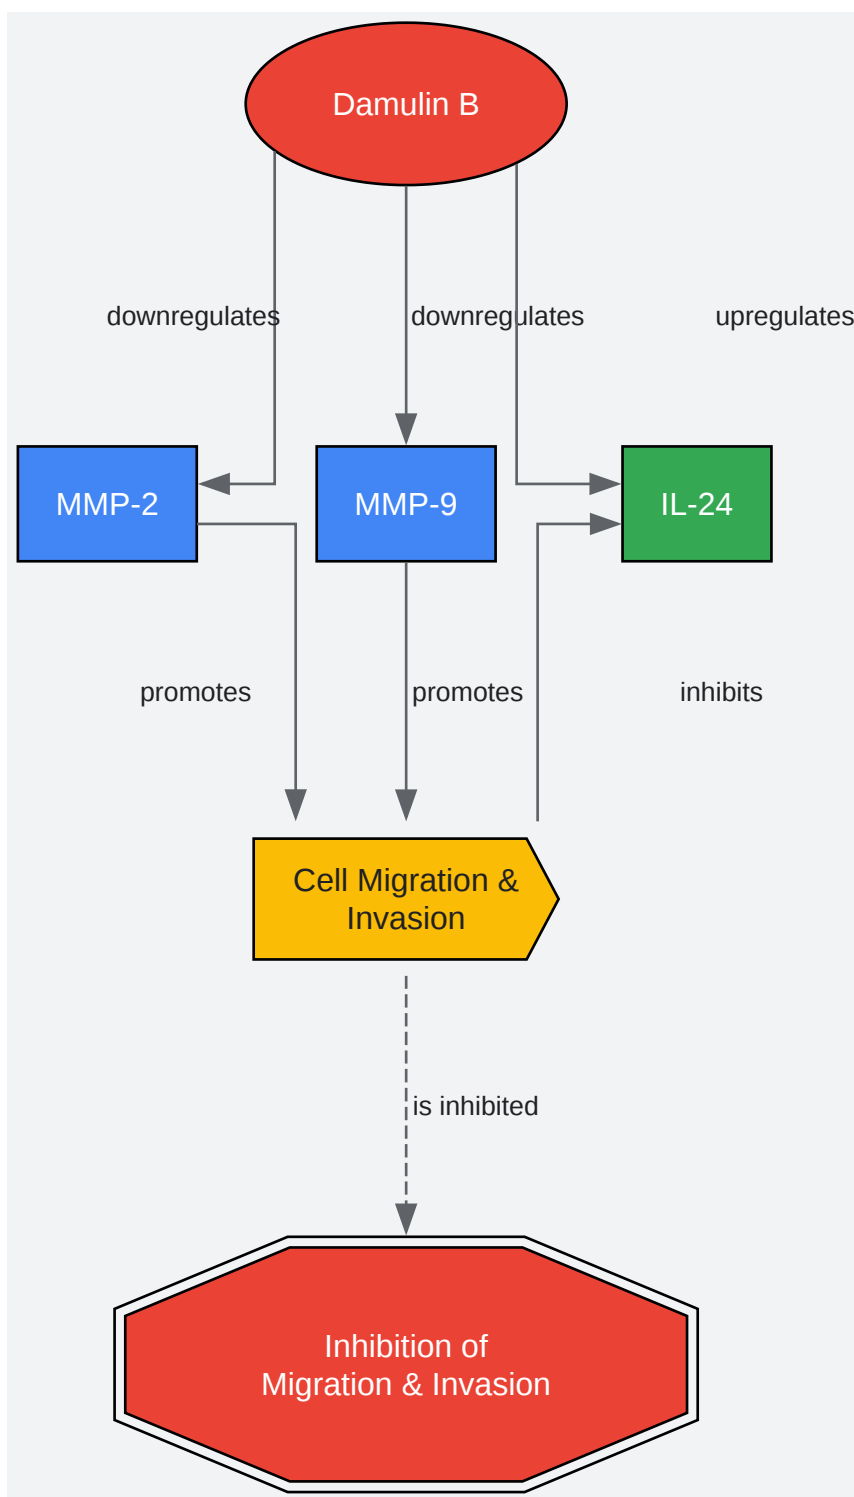 Damulin B
downregulates
downregulates
upregulates
MMP-2
MMP-9
IL-24
promotes
promotes
inhibits
Cell Migration &
Invasion
is inhibited
Inhibition of
Migration & Invasion